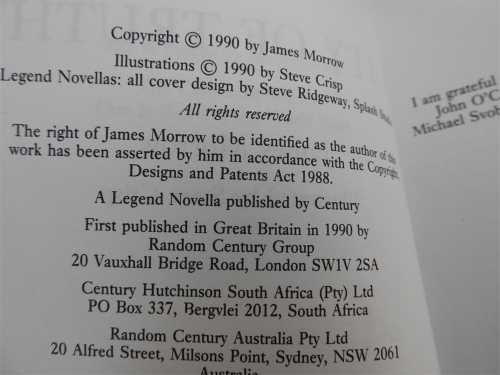 Copyright © 1990 by James Morrow
Illustrations © 1990 by Steve Crisp
Legend Novellas: all cover design by Steve Ridgeway, Splash
All rights reserved
The right of James Morrow to be identified as the author of this
work has been asserted by him in accordance with the Copyright,
Designs and Patents Act 1988.
A Legend Novella published by Century
First published in Great Britain in 1990 by
Random Century Group
20 Vauxhall Bridge Road, London SW1V 2SA
Century Hutchinson South Africa (Pty) Ltd
PO Box 337, Bergvlei 2012, South Africa
Random Century Australia Pty Ltd
20 Alfred Street, Milsons Point, Sydney, NSW 2061
Australia
I am grateful
John O'C
Michael Svob